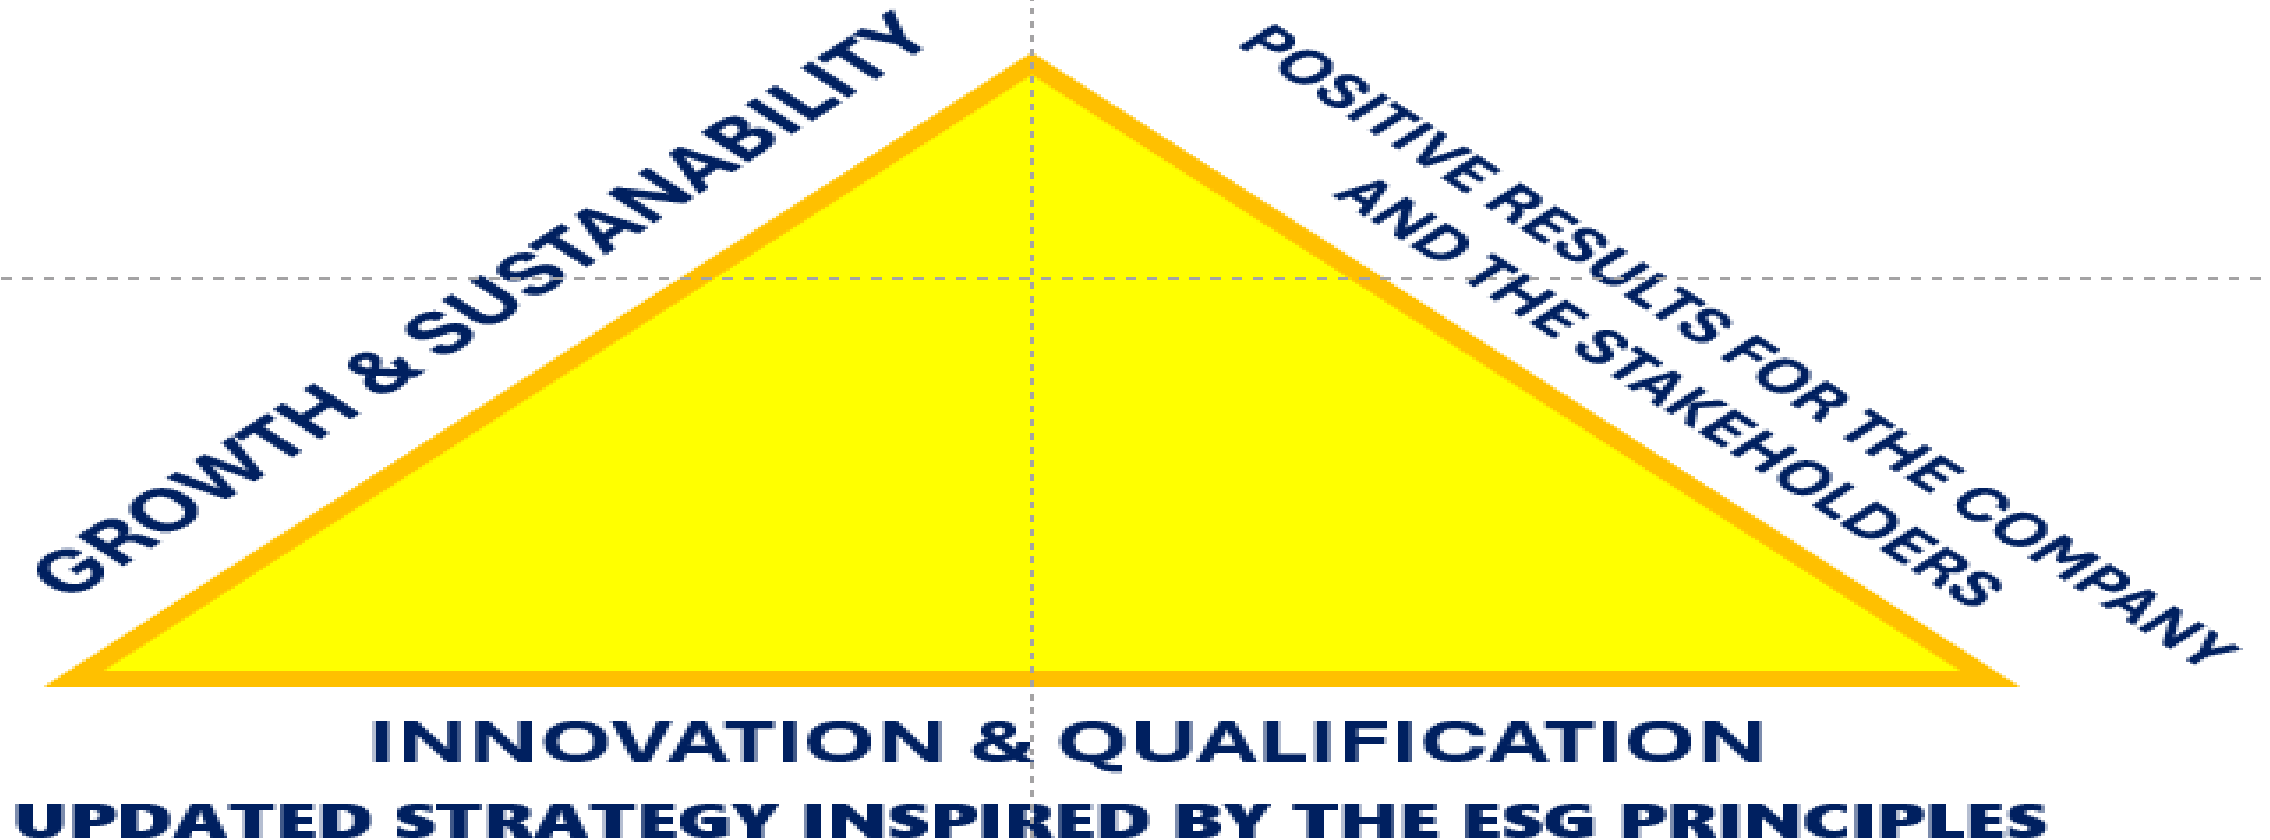 GROWTH & SUSTANABILITY
POSITIVE RESULTS FOR THE COMPANY
AND THE STAKEHOLDERS
INNOVATION & QUALIFICATION
UPDATED STRATEGY INSPIRED BY THE ESG PRINCIPLES